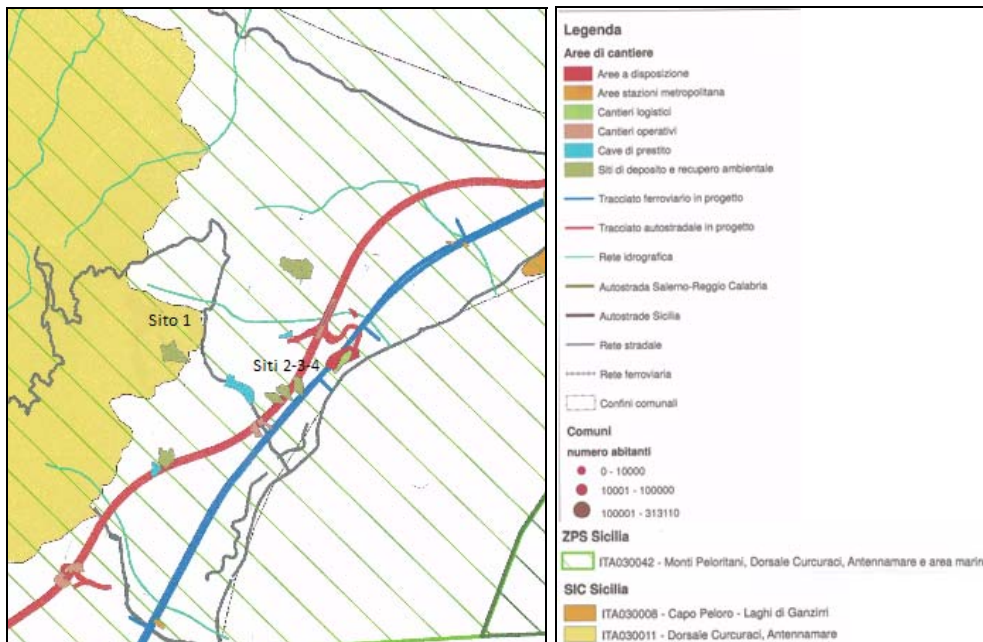 Sito 1
Siti 2-3-4
Legenda
Aree di cantiere
Aree a disposizione
Aree stazioni metropolitana
Cantieri logistici
Cantieri operativi
Cave di prestito
Siti di deposito e recupero ambientale
Tracciato ferroviario in progetto
Tracciato autostradale in progetto
Rete idrografica
Autostrada Salerno-Reggio Calabria
Autostrade Sicilia
Rete stradale
Rete ferroviaria
Confini comunali
Comuni
numero abitanti
0 - 10000
10001 - 100000
100001 - 313110
ZPS Sicilia
ITA030042 - Monti Peloritani, Dorsale Curcuraci, Antennamare e area marin
SIC Sicilia
ITA030008 - Capo Peloro - Laghi di Ganzirri
ITA030011 - Dorsale Curcuraci, Antennamare